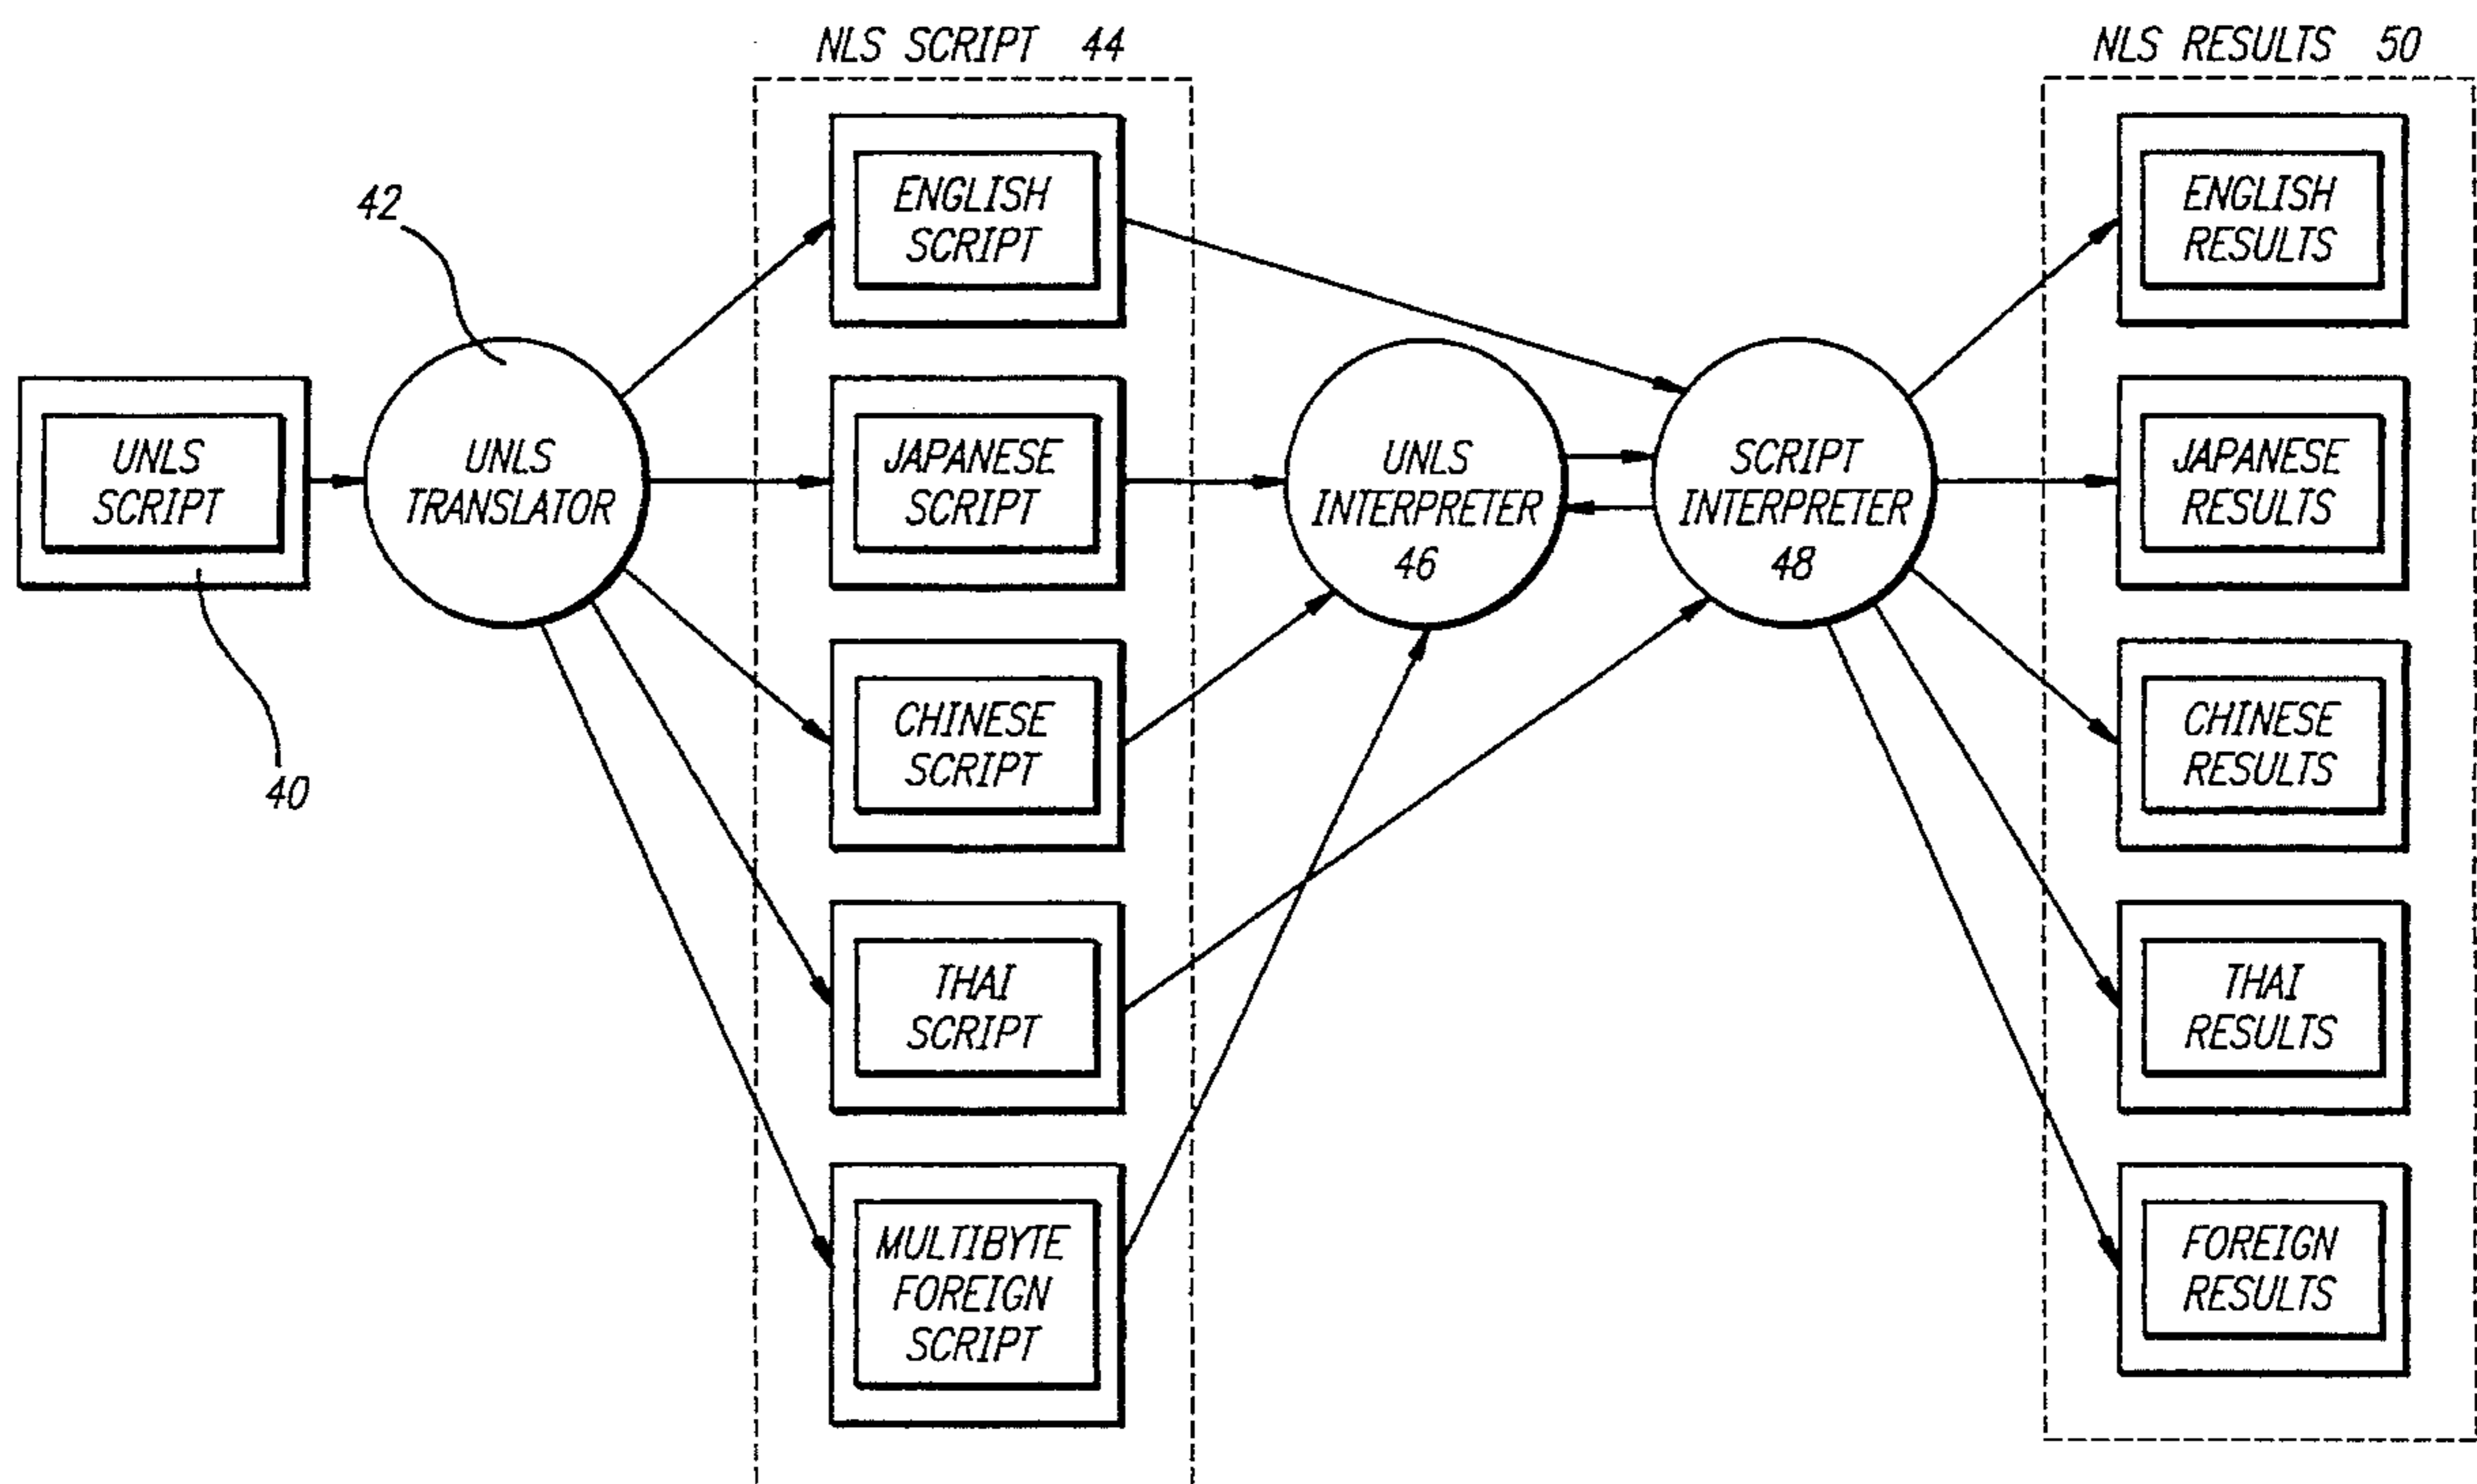 NLS SCRIPT 44
NLS RESULTS 50
42
UNLS
SCRIPT
40
UNLS
TRANSLATOR
ENGLISH
SCRIPT
JAPANESE
SCRIPT
CHINESE
SCRIPT
THAI
SCRIPT
MULTIBYTE
FOREIGN
SCRIPT
UNLS
INTERPRETER
46
SCRIPT
INTERPRETER
48
ENGLISH
RESULTS
JAPANESE
RESULTS
CHINESE
RESULTS
THAI
RESULTS
FOREIGN
RESULTS